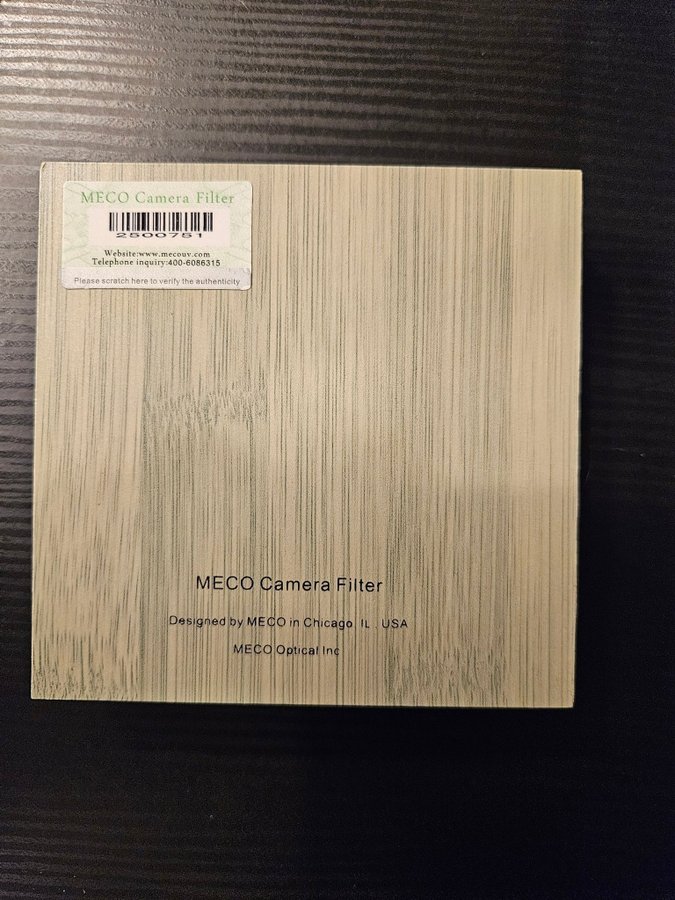 MECO Camera Filter
2500751
Website:www.mecouv.com
Telephone inquiry:400-6086315
Please scratch here to verify the authenticity
MECO Camera Filter
Designed by MECO in Chicago IL . USA
MECO Optical Inc